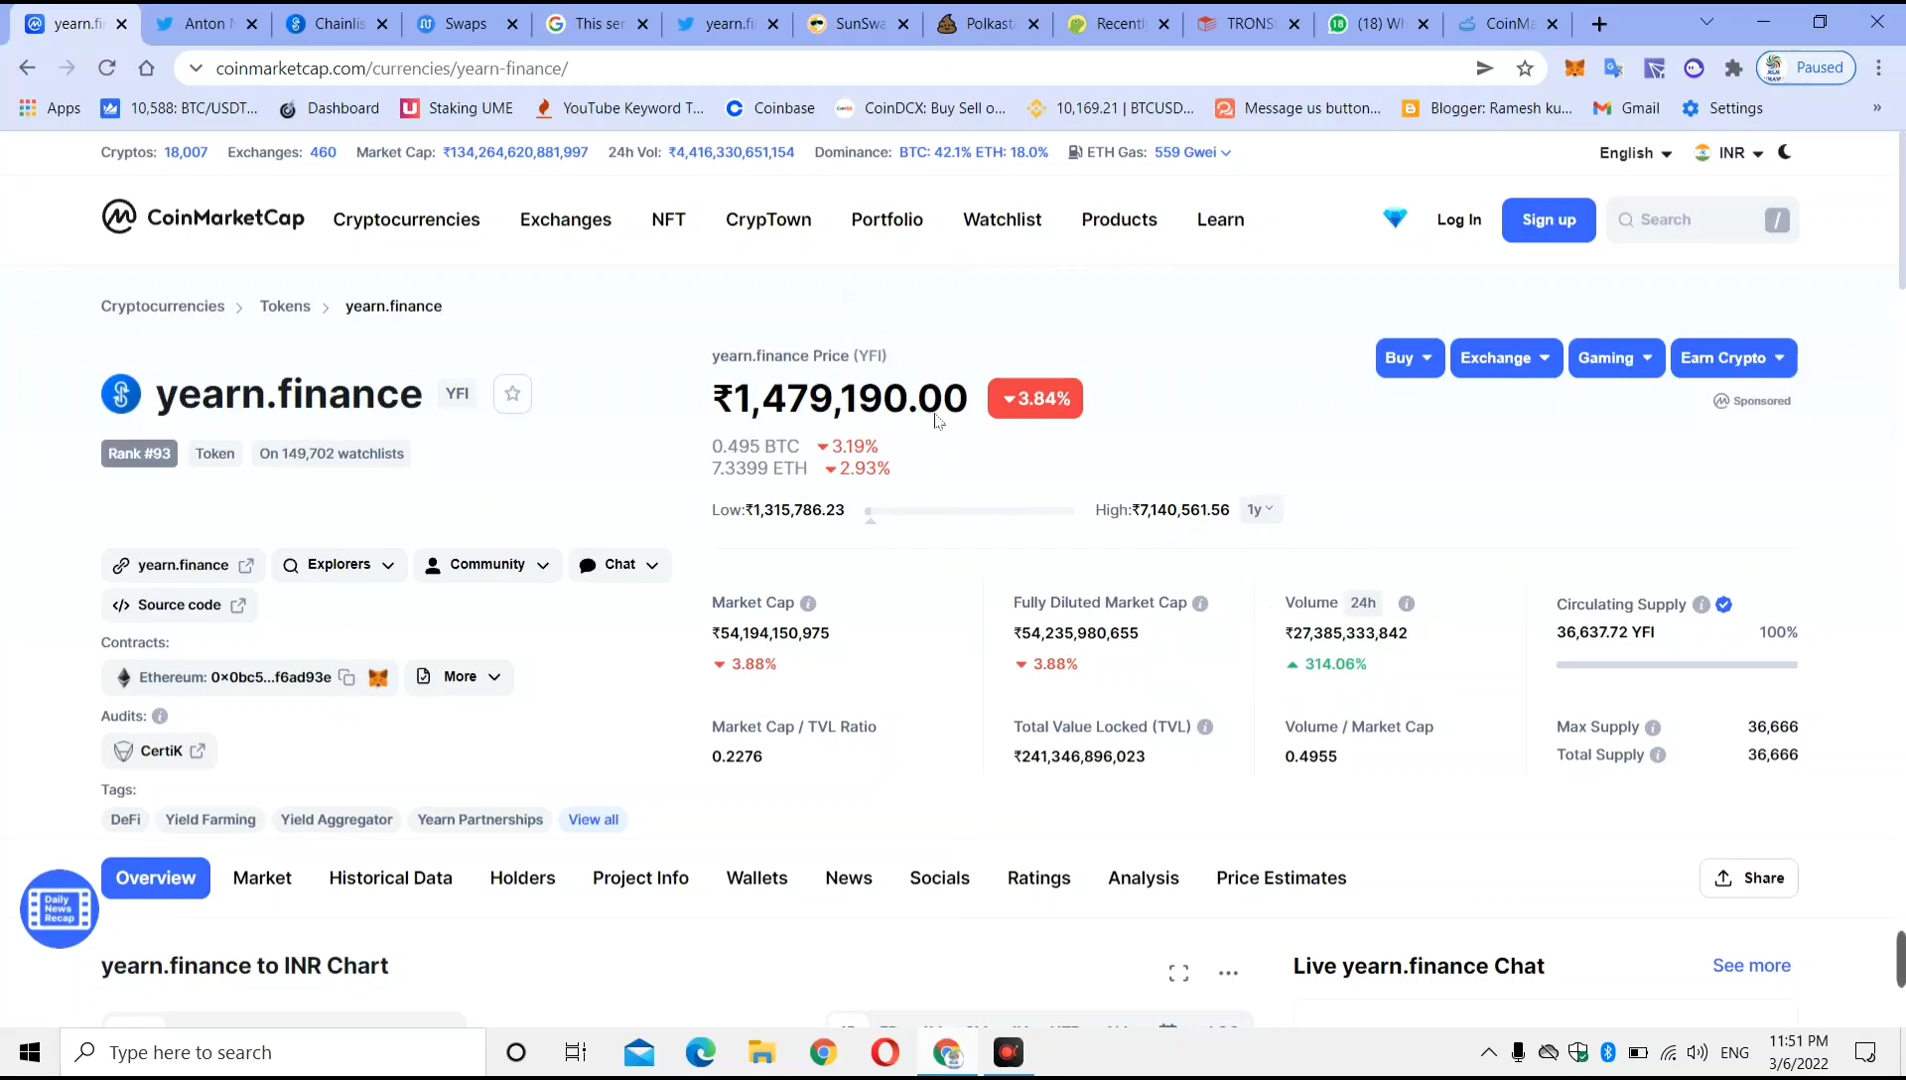 yearn.fi
Anton
Chainlis
Swaps
This ser
yearn.fi
SunSwa
Polkast
Recent
TRONS
(18) W
CoinMa
coinmarketcap.com/currencies/yearn-finance/
Paused
Apps
10,588: BTC/USDT...
Dashboard
Staking UME
YouTube Keyword T...
Coinbase
CoinDCX: Buy Sell o...
10,169.21 | BTCUSD...
Message us button...
Blogger: Ramesh ku...
Gmail
Settings
Cryptos: 18,007 Exchanges: 460 Market Cap: ₹134,264,620,881,997 24h Vol: ₹4,416,330,651,154 Dominance: BTC: 42.1% ETH: 18.0% ETH Gas: 559 Gwei
English INR
CoinMarketCap
Cryptocurrencies Exchanges NFT CrypTown Portfolio Watchlist Products Learn
Log In Sign up Search /
Cryptocurrencies > Tokens > yearn.finance
yearn.finance YFI
Rank #93 Token On 149,702 watchlists
yearn.finance Price (YFI)
₹1,479,190.00 3.84%
0.495 BTC 3.19%
7.3399 ETH 2.93%
Low:₹1,315,786.23 High:₹7,140,561.56 1y
Buy Exchange Gaming Earn Crypto
Sponsored
yearn.finance Explorers Community Chat
Source code
Contracts:
Ethereum: 0x0bc5...f6ad93e More
Audits:
CertiK
Tags:
DeFi Yield Farming Yield Aggregator Yearn Partnerships View all
Market Cap
₹54,194,150,975
3.88%
Fully Diluted Market Cap
₹54,235,980,655
3.88%
Volume 24h
₹27,385,333,842
314.06%
Circulating Supply
36,637.72 YFI 100%
Market Cap / TVL Ratio
0.2276
Total Value Locked (TVL)
₹241,346,896,023
Volume / Market Cap
0.4955
Max Supply 36,666
Total Supply 36,666
Overview Market Historical Data Holders Project Info Wallets News Socials Ratings Analysis Price Estimates Share
Daily
News
Recap
yearn.finance to INR Chart
Live yearn.finance Chat See more
Type here to search
ENG
11:51 PM
3/6/2022